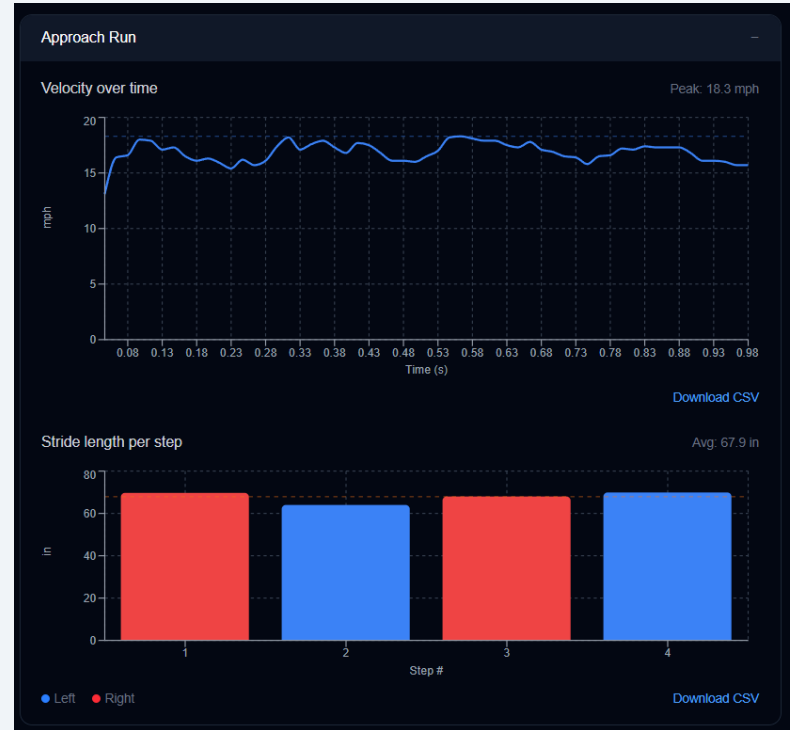 Approach Run –
Velocity over time Peak: 18.3 mph
20
15
10
5
0
mph
0.08 0.13 0.18 0.23 0.28 0.33 0.38 0.43 0.48 0.53 0.58 0.63 0.68 0.73 0.78 0.83 0.88 0.93 0.98
Time (s)
Download CSV
Stride length per step Avg: 67.9 in
80
60
40
20
0
in
1 2 3 4
Step #
Left Right Download CSV